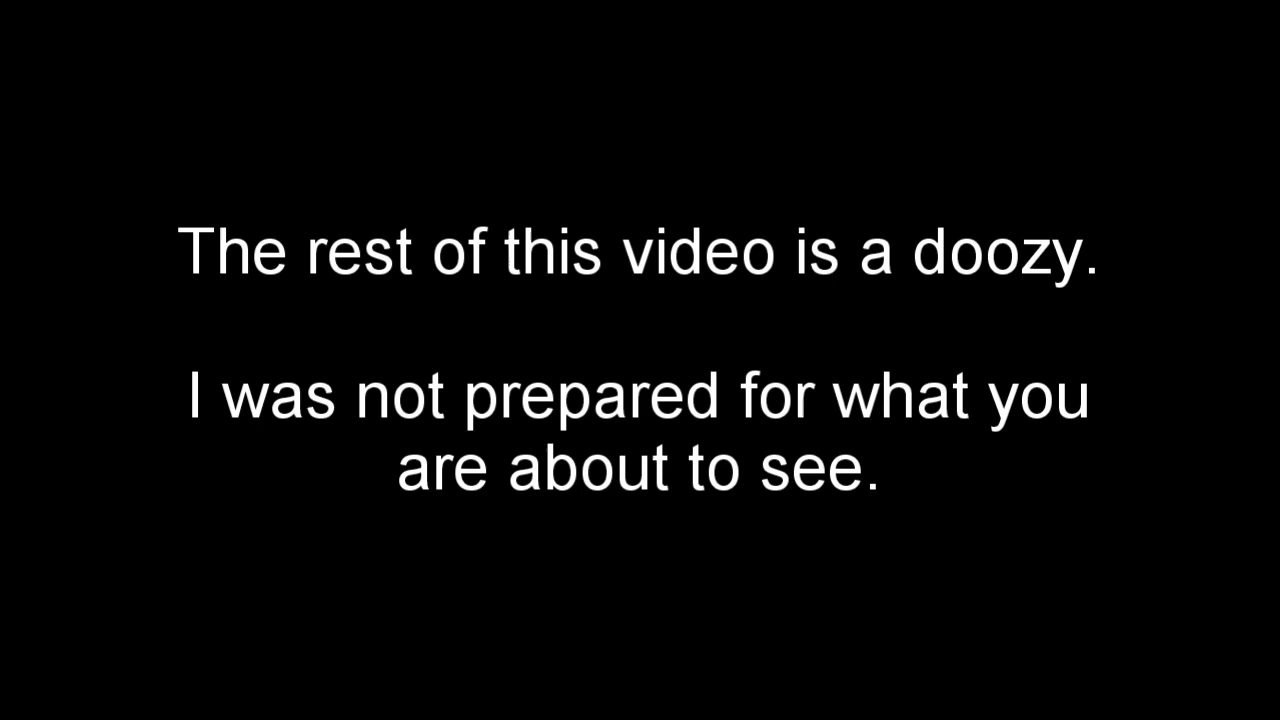 The rest of this video is a doozy.
I was not prepared for what you
are about to see.